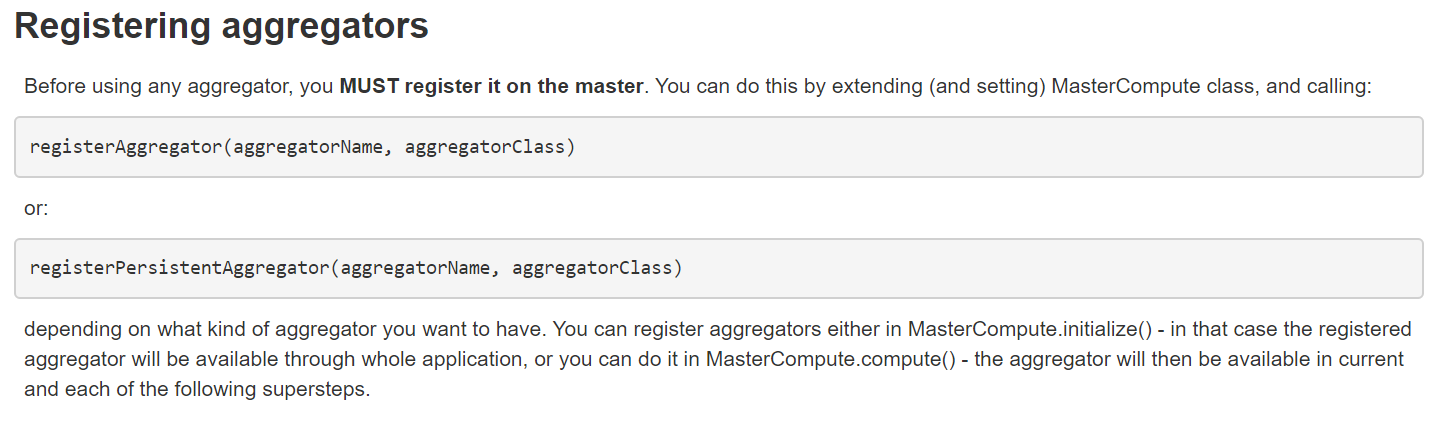 Registering aggregators
Before using any aggregator, you MUST register it on the master. You can do this by extending (and setting) MasterCompute class, and calling:
registerAggregator(aggregatorName, aggregatorClass)
or:
registerPersistentAggregator(aggregatorName, aggregatorClass)
depending on what kind of aggregator you want to have. You can register aggregators either in MasterCompute.initialize() - in that case the registered
aggregator will be available through whole application, or you can do it in MasterCompute.compute() - the aggregator will then be available in current
and each of the following supersteps.